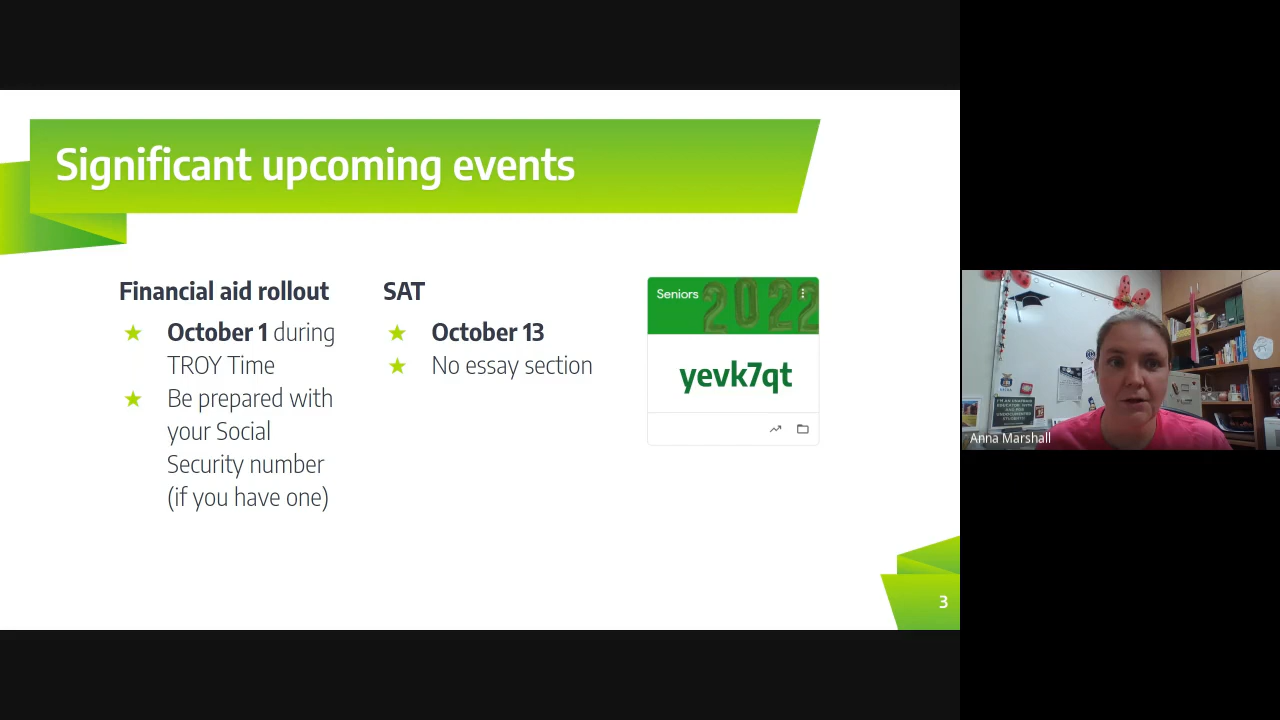 Significant upcoming events
Financial aid rollout
★ October 1 during
TROY Time
★ Be prepared with
your Social
Security number
(if you have one)
SAT
★ October 13
★ No essay section
Seniors
2022
yevk7qt
3
Anna Marshall